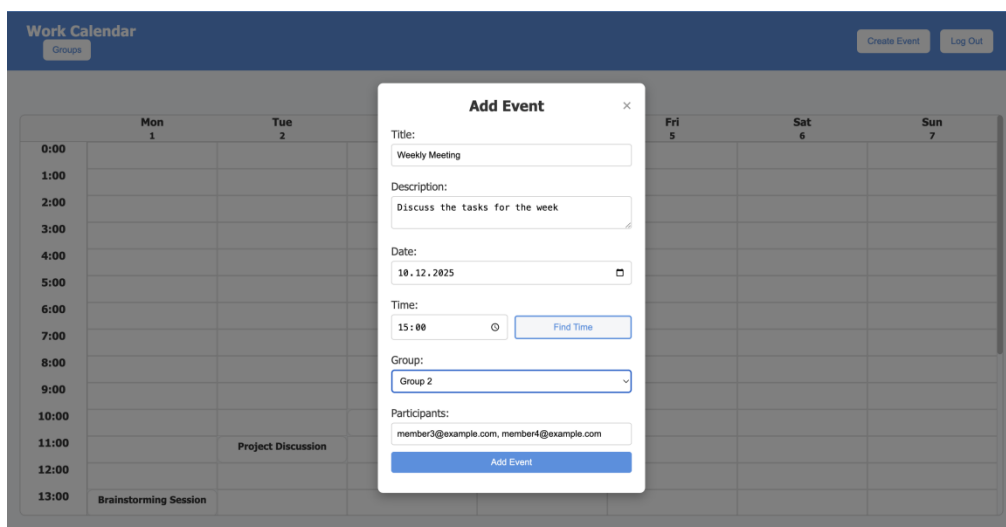 Work Calendar
Groups
Create Event
Log Out
Mon Tue Fri Sat Sun
1 2 5 6 7
0:00
1:00
2:00
3:00
4:00
5:00
6:00
7:00
8:00
9:00
10:00
11:00 Project Discussion
12:00
13:00 Brainstorming Session
Add Event ×
Title:
Weekly Meeting
Description:
Discuss the tasks for the week
Date:
10.12.2025
Time:
15:00 Find Time
Group:
Group 2
Participants:
member3@example.com, member4@example.com
Add Event